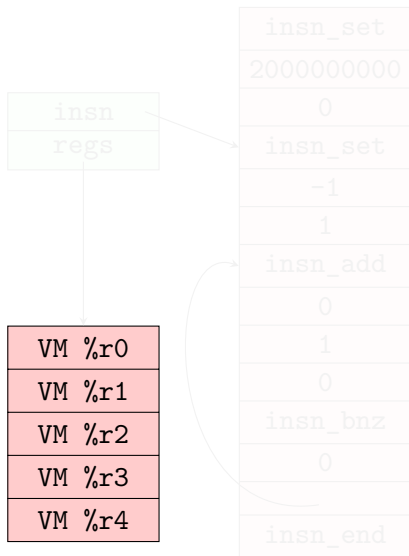 insn
regs
VM %r0
VM %r1
VM %r2
VM %r3
VM %r4
insn_set
2000000000
0
insn_set
-1
1
insn_add
0
1
0
insn_bnz
0
insn_end